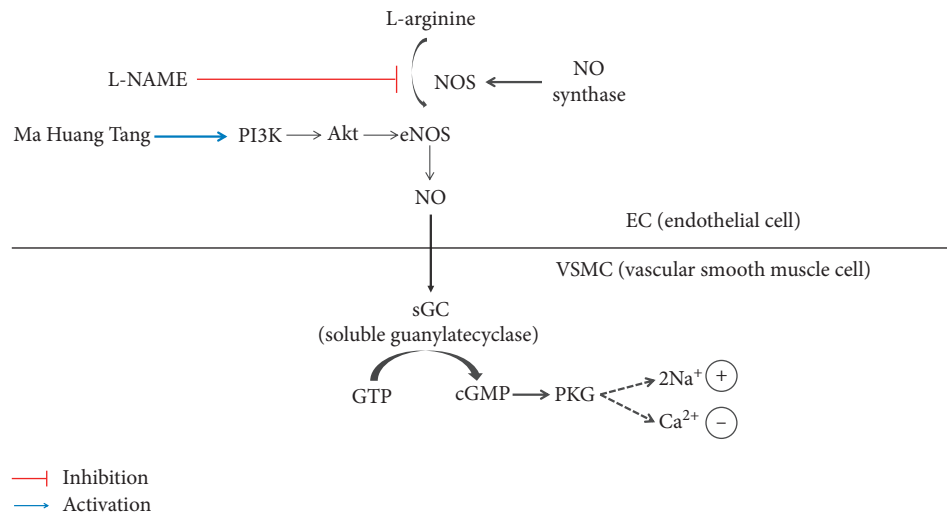 L-arginine
L-NAME
NOS
NO
synthase
Ma Huang Tang
PI3K
Akt
eNOS
NO
EC (endothelial cell)
VSMC (vascular smooth muscle cell)
sGC
(soluble guanylatecyclase)
GTP
cGMP
PKG
2Na⁺ +
Ca²⁺ −
Inhibition
Activation